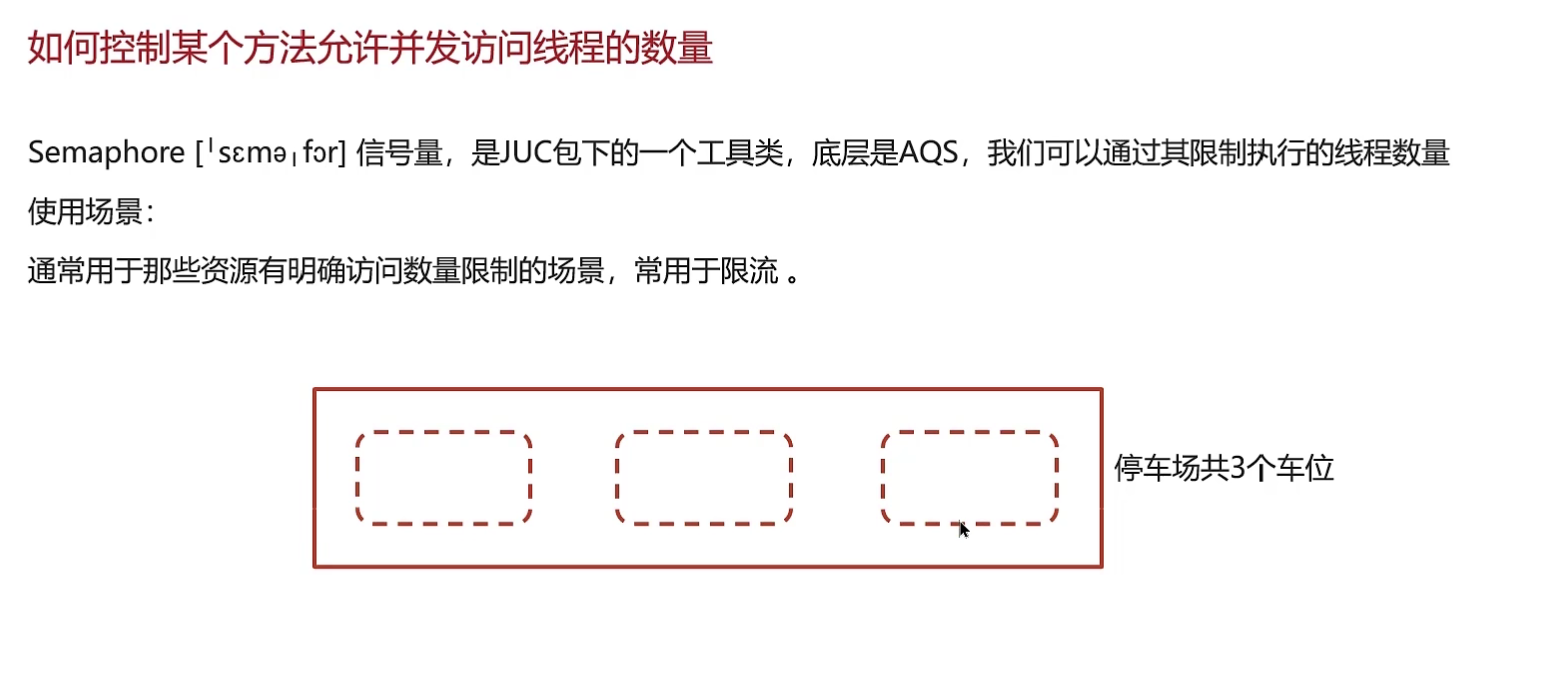 如何控制某个方法允许并发访问线程的数量
Semaphore [ˈsɛməˌfɔr] 信号量，是JUC包下的一个工具类，底层是AQS，我们可以通过其限制执行的线程数量
使用场景：
通常用于那些资源有明确访问数量限制的场景，常用于限流 。
停车场共3个车位